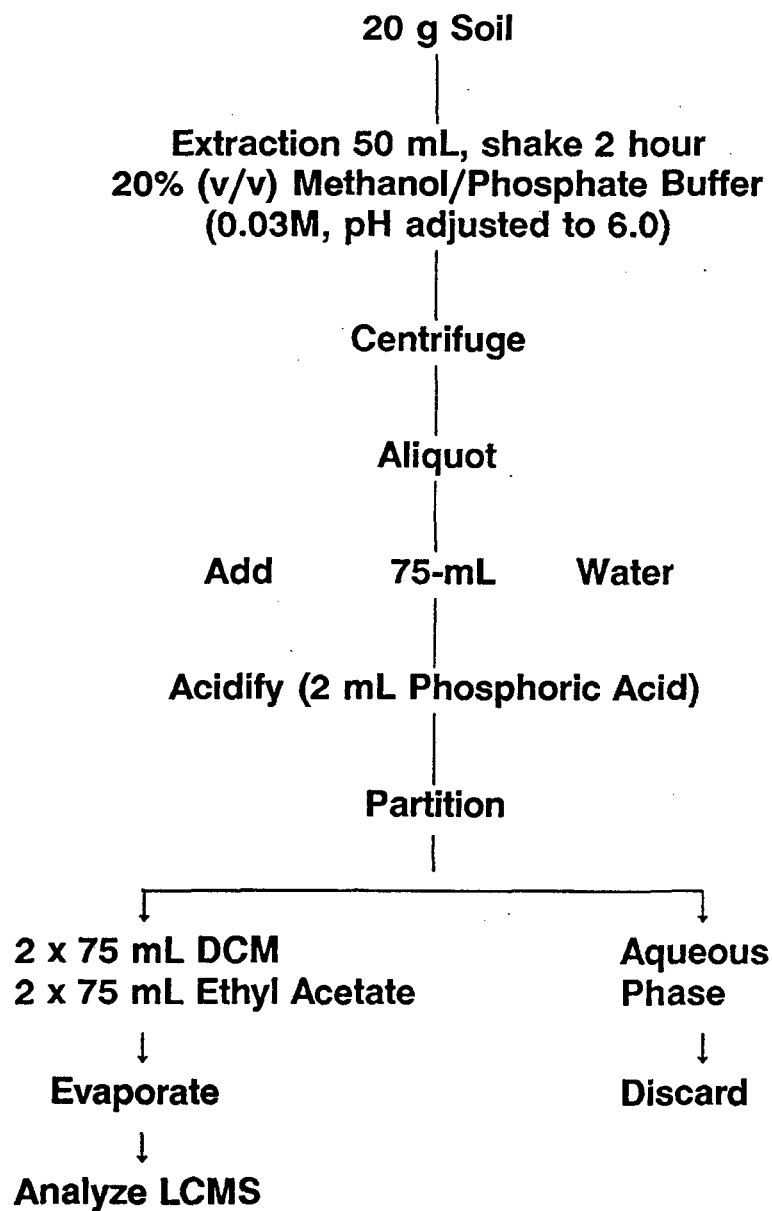 20 g Soil
Extraction 50 mL, shake 2 hour
20% (v/v) Methanol/Phosphate Buffer
(0.03M, pH adjusted to 6.0)
Centrifuge
Aliquot
Add 75-mL Water
Acidify (2 mL Phosphoric Acid)
Partition
2 x 75 mL DCM
2 x 75 mL Ethyl Acetate
Evaporate
Analyze LCMS
Aqueous
Phase
Discard